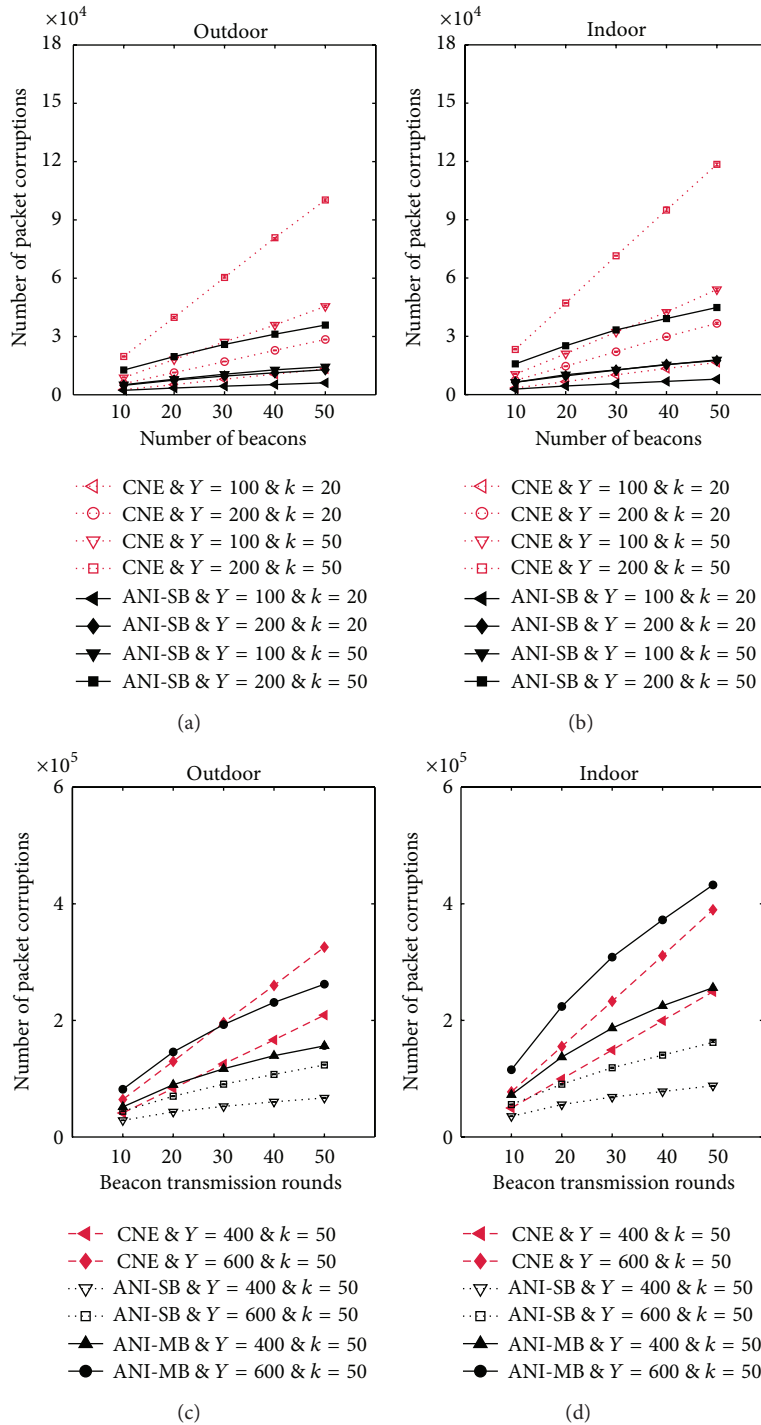 ×10⁴
Outdoor
Number of packet corruptions
18
15
12
9
6
3
0
10 20 30 40 50
Number of beacons
CNE & Y = 100 & k = 20
CNE & Y = 200 & k = 20
CNE & Y = 100 & k = 50
CNE & Y = 200 & k = 50
ANI-SB & Y = 100 & k = 20
ANI-SB & Y = 200 & k = 20
ANI-SB & Y = 100 & k = 50
ANI-SB & Y = 200 & k = 50
(a)
×10⁴
Indoor
Number of packet corruptions
18
15
12
9
6
3
0
10 20 30 40 50
Number of beacons
CNE & Y = 100 & k = 20
CNE & Y = 200 & k = 20
CNE & Y = 100 & k = 50
CNE & Y = 200 & k = 50
ANI-SB & Y = 100 & k = 20
ANI-SB & Y = 200 & k = 20
ANI-SB & Y = 100 & k = 50
ANI-SB & Y = 200 & k = 50
(b)
×10⁵
Outdoor
Number of packet corruptions
6
4
2
0
10 20 30 40 50
Beacon transmission rounds
CNE & Y = 400 & k = 50
CNE & Y = 600 & k = 50
ANI-SB & Y = 400 & k = 50
ANI-SB & Y = 600 & k = 50
ANI-MB & Y = 400 & k = 50
ANI-MB & Y = 600 & k = 50
(c)
×10⁵
Indoor
Number of packet corruptions
6
4
2
0
10 20 30 40 50
Beacon transmission rounds
CNE & Y = 400 & k = 50
CNE & Y = 600 & k = 50
ANI-SB & Y = 400 & k = 50
ANI-SB & Y = 600 & k = 50
ANI-MB & Y = 400 & k = 50
ANI-MB & Y = 600 & k = 50
(d)